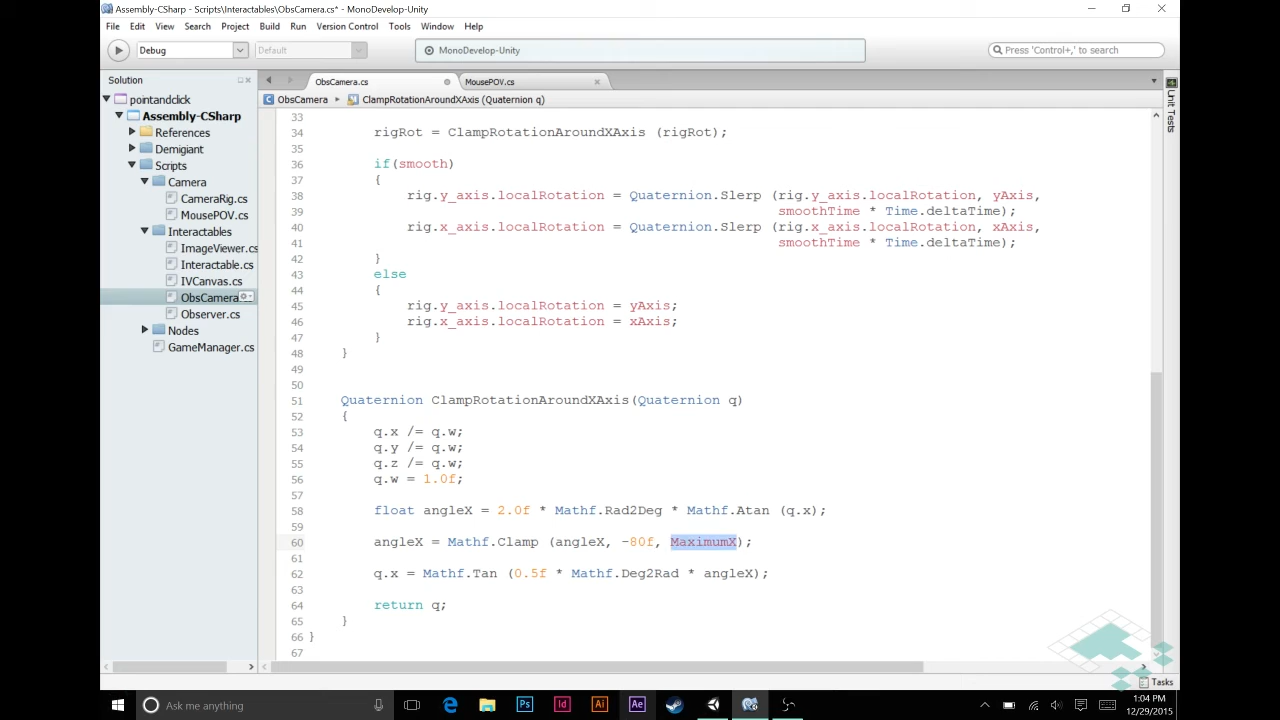 Assembly-CSharp - Scripts\Interactables\ObsCamera.cs* - MonoDevelop-Unity
File Edit View Search Project Build Run Version Control Tools Window Help
Debug Default MonoDevelop-Unity Press 'Control+,' to search
Solution
pointandclick
Assembly-CSharp
References
Demigiant
Scripts
Camera
CameraRig.cs
MousePOV.cs
Interactables
ImageViewer.cs
Interactable.cs
IVCanvas.cs
ObsCamera
Observer.cs
Nodes
GameManager.cs
ObsCamera.cs MousePOV.cs
ObsCamera ClampRotationAroundXAxis (Quaternion q)
33
34 rigRot = ClampRotationAroundXAxis (rigRot);
35
36 if(smooth)
37 {
38 rig.y_axis.localRotation = Quaternion.Slerp (rig.y_axis.localRotation, yAxis,
39 smoothTime * Time.deltaTime);
40 rig.x_axis.localRotation = Quaternion.Slerp (rig.x_axis.localRotation, xAxis,
41 smoothTime * Time.deltaTime);
42 }
43 else
44 {
45 rig.y_axis.localRotation = yAxis;
46 rig.x_axis.localRotation = xAxis;
47 }
48 }
49
50
51 Quaternion ClampRotationAroundXAxis(Quaternion q)
52 {
53 q.x /= q.w;
54 q.y /= q.w;
55 q.z /= q.w;
56 q.w = 1.0f;
57
58 float angleX = 2.0f * Mathf.Rad2Deg * Mathf.Atan (q.x);
59
60 angleX = Mathf.Clamp (angleX, -80f, MaximumX);
61
62 q.x = Mathf.Tan (0.5f * Mathf.Deg2Rad * angleX);
63
64 return q;
65 }
66 }
67
Unit Tests
Tasks
Ask me anything
1:04 PM
12/29/2015